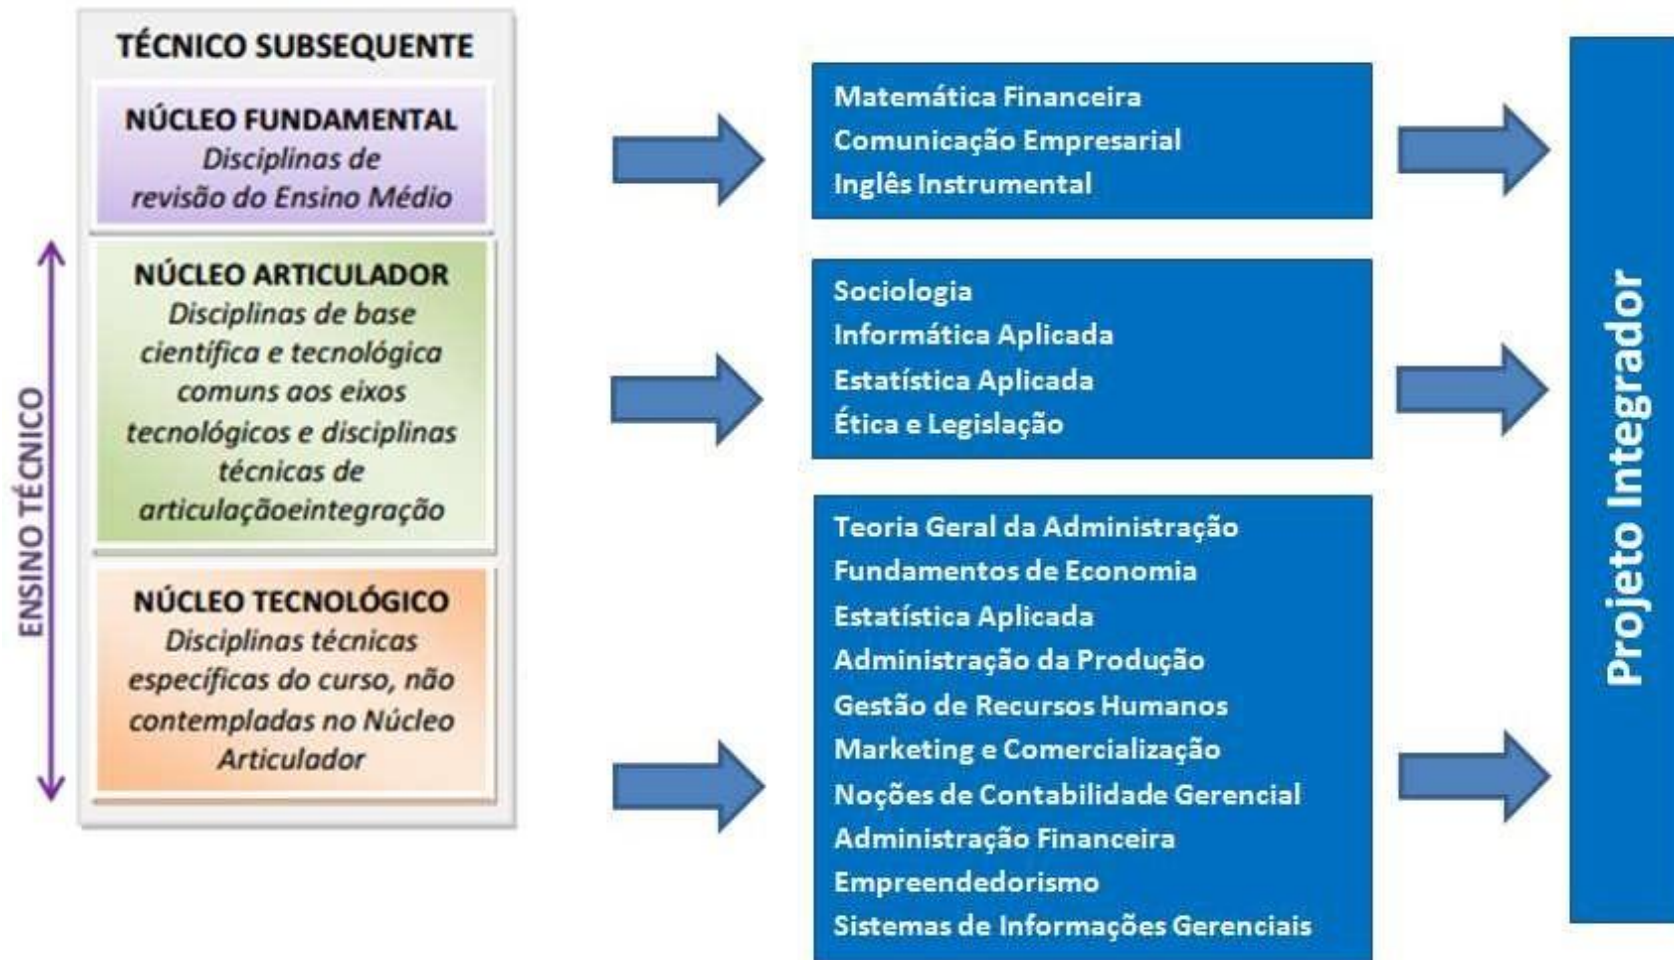 TÉCNICO SUBSEQUENTE
NÚCLEO FUNDAMENTAL
Disciplinas de
revisão do Ensino Médio
NÚCLEO ARTICULADOR
Disciplinas de base
científica e tecnológica
comuns aos eixos
tecnológicos e disciplinas
técnicas de
articulaçãoeintegração
NÚCLEO TECNOLÓGICO
Disciplinas técnicas
específicas do curso, não
contempladas no Núcleo
Articulador
ENSINO TÉCNICO
Matemática Financeira
Comunicação Empresarial
Inglês Instrumental
Sociologia
Informática Aplicada
Estatística Aplicada
Ética e Legislação
Teoria Geral da Administração
Fundamentos de Economia
Estatística Aplicada
Administração da Produção
Gestão de Recursos Humanos
Marketing e Comercialização
Noções de Contabilidade Gerencial
Administração Financeira
Empreendedorismo
Sistemas de Informações Gerenciais
Projeto Integrador